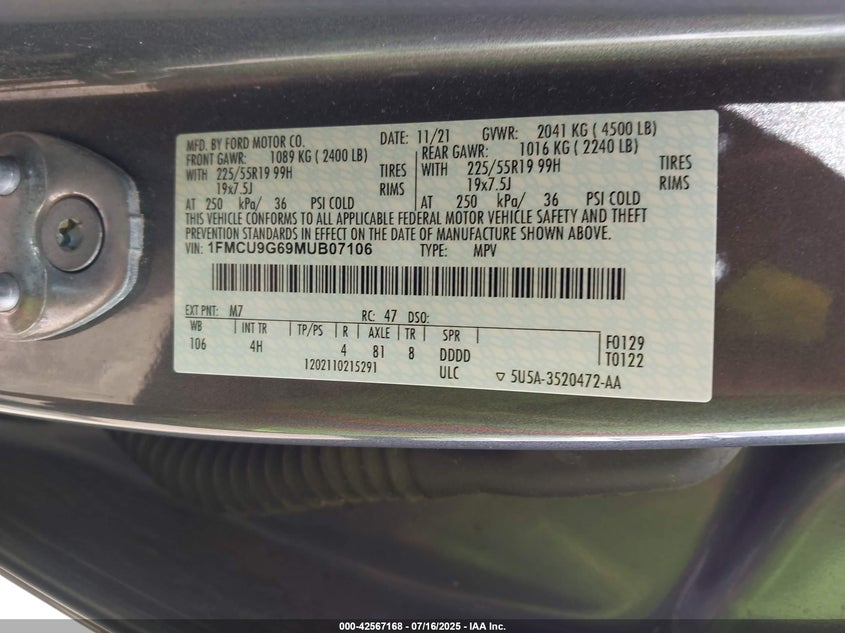 MFD. BY FORD MOTOR CO. DATE: 11/21 GVWR: 2041 KG ( 4500 LB)
FRONT GAWR: 1089 KG ( 2400 LB) REAR GAWR: 1016 KG ( 2240 LB)
WITH 225/55R19 99H TIRES WITH 225/55R19 99H TIRES
19x7.5J RIMS 19x7.5J RIMS
AT 250 kPa/ 36 PSI COLD AT 250 kPa/ 36 PSI COLD
THIS VEHICLE CONFORMS TO ALL APPLICABLE FEDERAL MOTOR VEHICLE SAFETY AND THEFT
PREVENTION STANDARDS IN EFFECT ON THE DATE OF MANUFACTURE SHOWN ABOVE.
VIN: 1FMCU9G69MUB07106 TYPE: MPV
EXT PNT: M7 RC: 47 DSO:
WB INT TR TP/PS R AXLE TR SPR F0129
106 4H 4 81 8 DDDD T0122
1202110215291 ULC ▽ 5U5A-3520472-AA
000-42567168 - 07/16/2025 - IAA Inc.